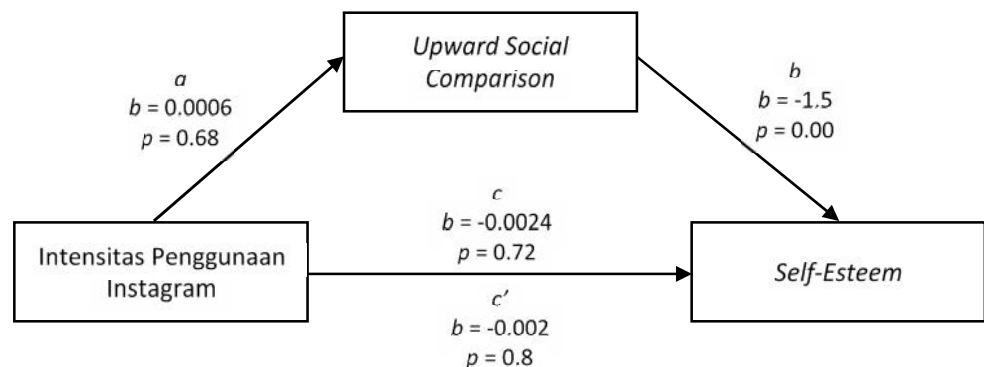 Upward Social
Comparison
a
b = 0.0006
p = 0.68
b
b = -1.5
p = 0.00
Intensitas Penggunaan
Instagram
c
b = -0.0024
p = 0.72
c'
b = -0.002
p = 0.8
Self-Esteem